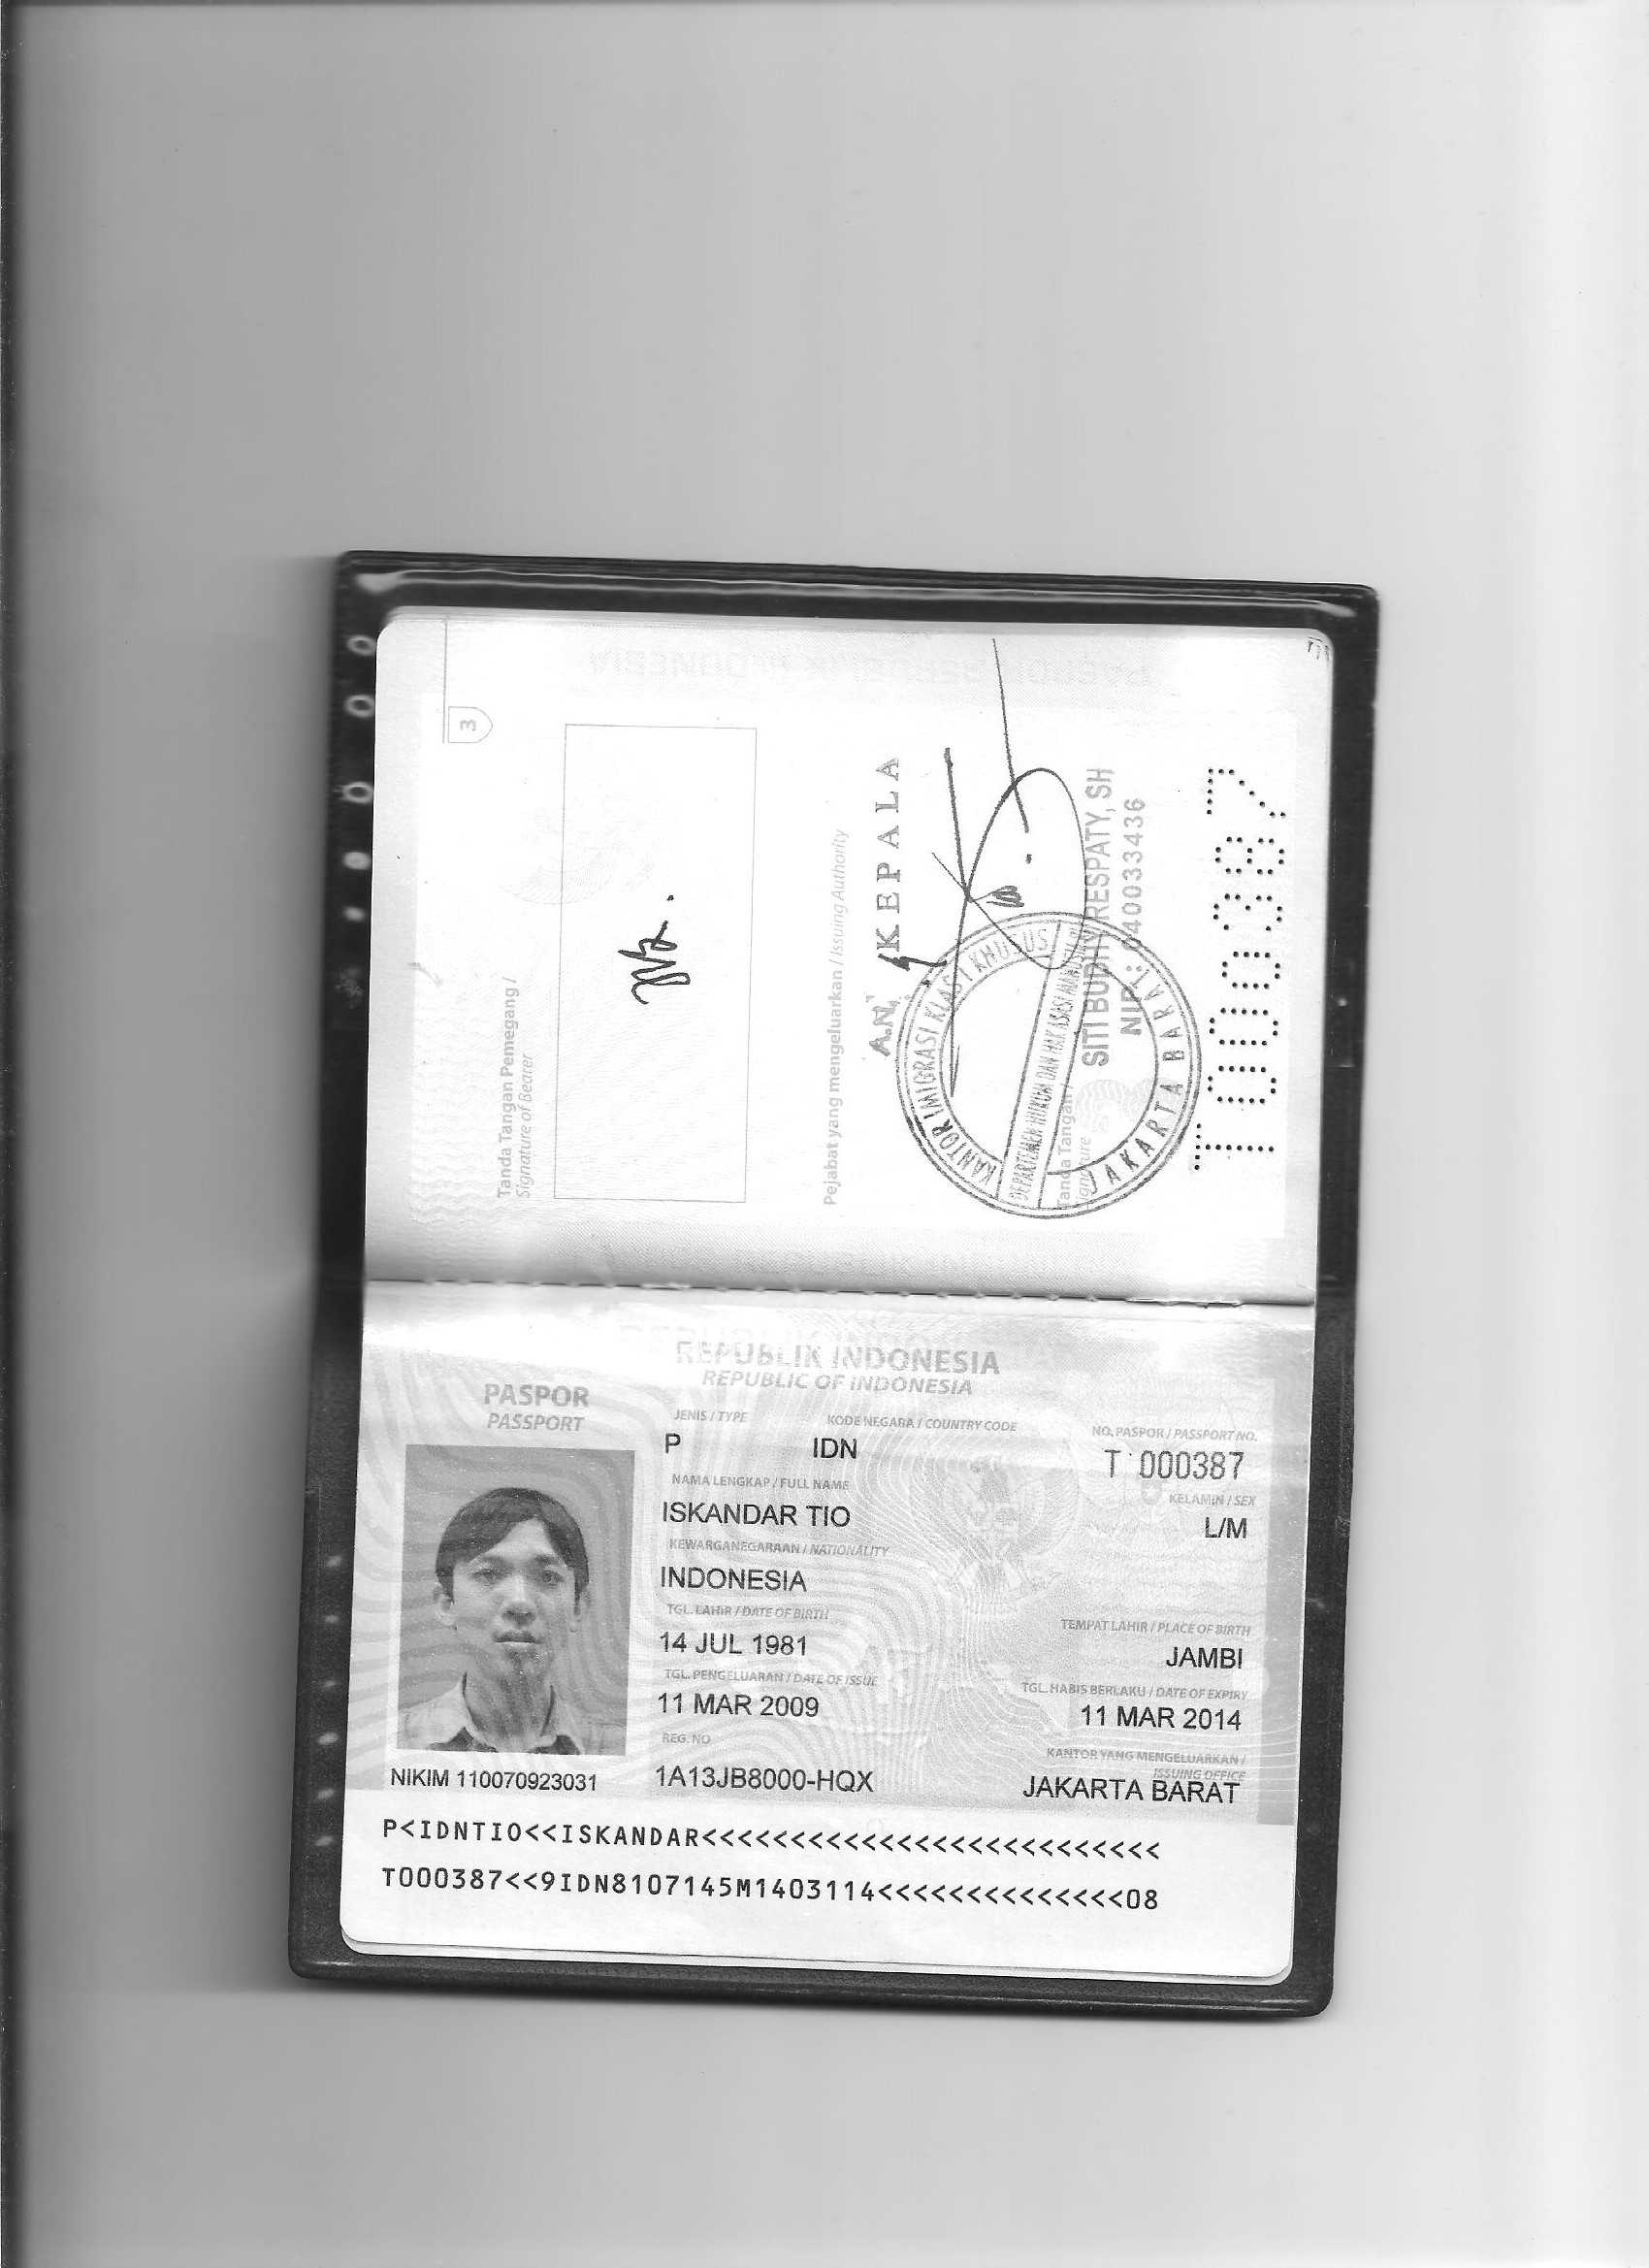 3
Tanda Tangan Pemegang /
Signature of Bearer
Pejabat yang mengeluarkan / Issuing Authority
A.N. KEPALA
KANTOR IMIGRASI KLAS I KHUSUS
DEPARTEMEN HUKUM DAN HAK ASASI MANUSIA
JAKARTA BARAT
Tanda Tangan /
Signature
SITI BUDHI RESPATY, SH
NIP : 040033436
T 000387
REPUBLIK INDONESIA
REPUBLIC OF INDONESIA
PASPOR
PASSPORT
JENIS / TYPE KODE NEGARA / COUNTRY CODE NO. PASPOR / PASSPORT NO.
P IDN T 000387
NAMA LENGKAP / FULL NAME KELAMIN / SEX
ISKANDAR TIO L/M
KEWARGANEGARAAN / NATIONALITY
INDONESIA
TGL. LAHIR / DATE OF BIRTH TEMPAT LAHIR / PLACE OF BIRTH
14 JUL 1981 JAMBI
TGL. PENGELUARAN / DATE OF ISSUE TGL. HABIS BERLAKU / DATE OF EXPIRY
11 MAR 2009 11 MAR 2014
REG. NO KANTOR YANG MENGELUARKAN /
ISSUING OFFICE
NIKIM 110070923031 1A13JB8000-HQX JAKARTA BARAT
P<IDNTIO<<ISKANDAR<<<<<<<<<<<<<<<<<<<<<<<<<<
T000387<<9IDN8107145M1403114<<<<<<<<<<<<<<08